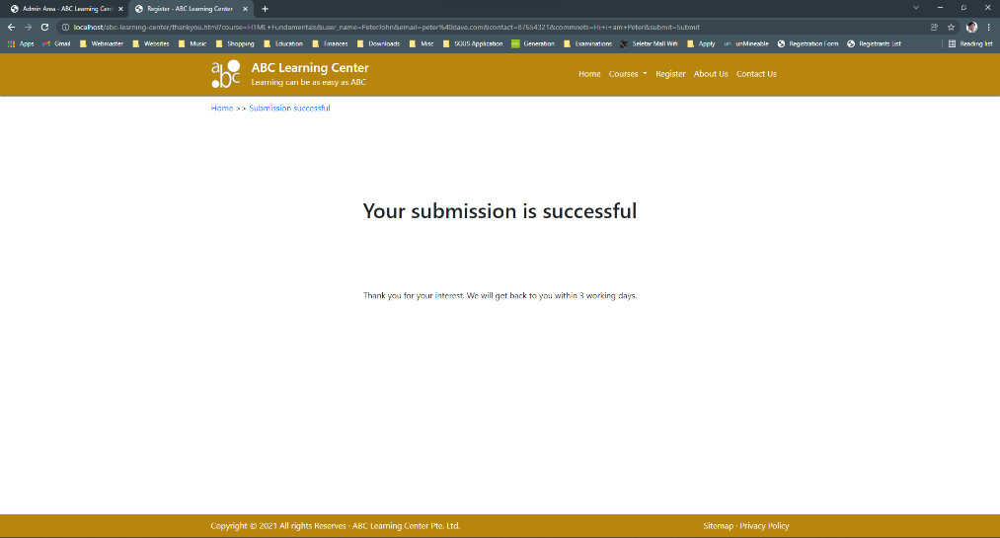 Admin Area - ABC Learning Cent
Register - ABC Learning Center
localhost/abc-learning-center/thankyou.html?course=HTML+Fundamentals&user_name=PeterJohn&email=peter%40dave.com&contact=87654321&commnets=Hi+i+am+Peter&submit=Submit
Apps Gmail Webmaster Websites Music Shopping Education Finances Downloads Misc SGUS Application Generation Examinations Seletar Mall Wifi Apply unMineable Registration Form Registrants List Reading list
abc
ABC Learning Center
Learning can be as easy as ABC
Home Courses Register About Us Contact Us
Home >> Submission successful
Your submission is successful
Thank you for your interest. We will get back to you within 3 working days.
Copyright © 2021 All rights Reserves · ABC Learning Center Pte. Ltd.
Sitemap · Privacy Policy